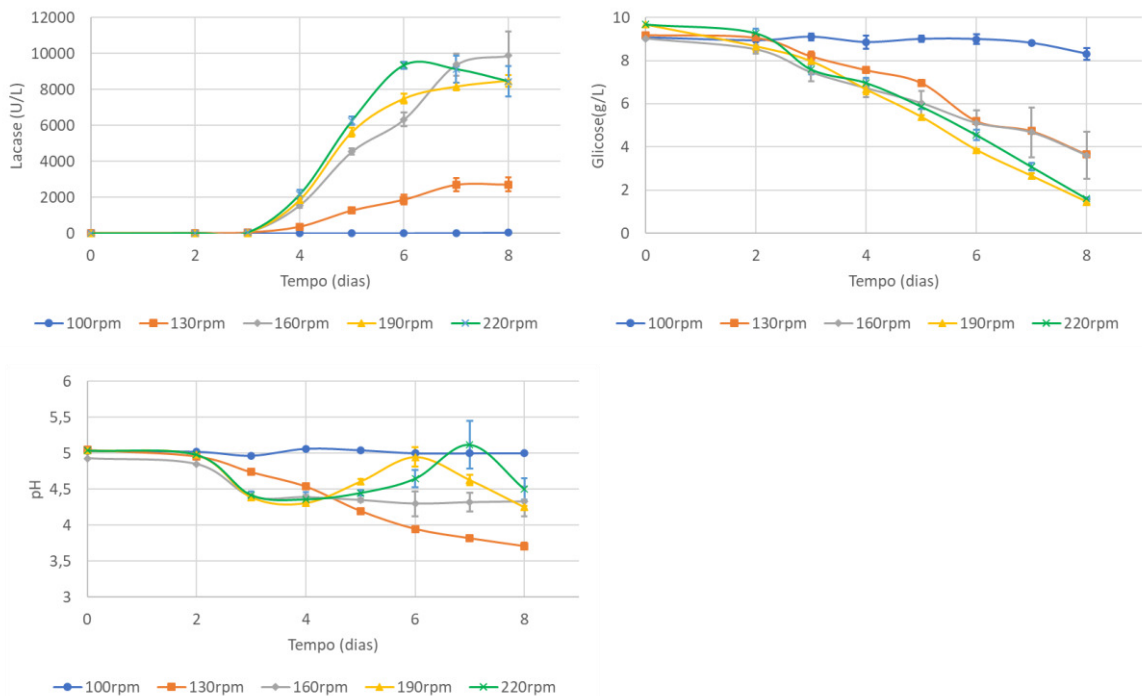 12000
10000
8000
6000
4000
2000
0
Lacase (U/L)
0 2 4 6 8
Tempo (dias)
100rpm 130rpm 160rpm 190rpm 220rpm
10
8
6
4
2
0
Glicose(g/L)
0 2 4 6 8
Tempo (dias)
100rpm 130rpm 160rpm 190rpm 220rpm
6
5,5
5
4,5
4
3,5
3
pH
0 2 4 6 8
Tempo (dias)
100rpm 130rpm 160rpm 190rpm 220rpm